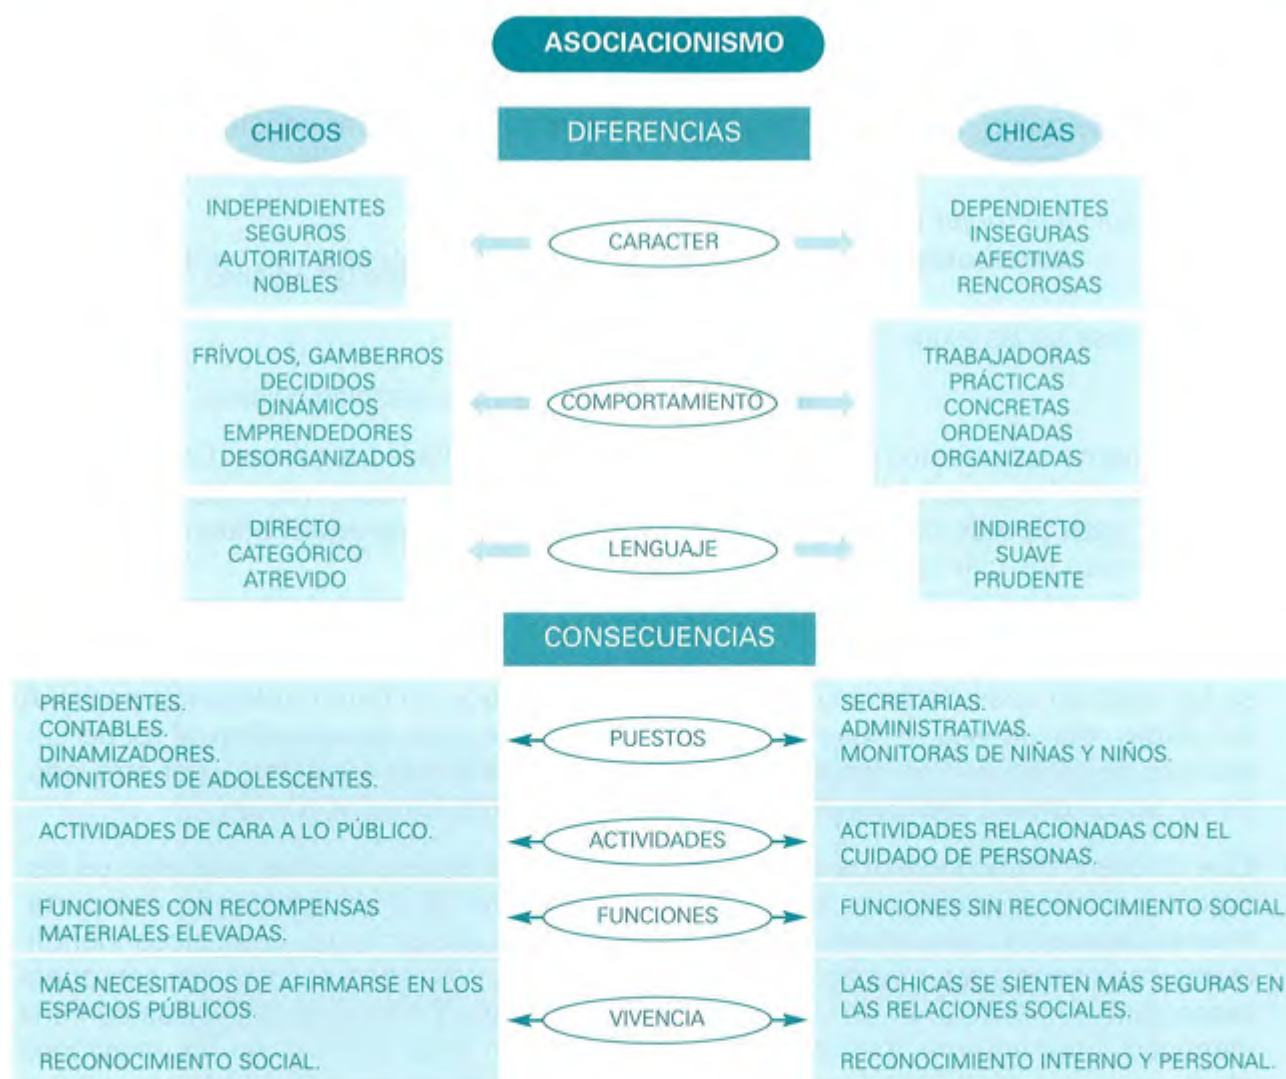 ASOCIACIONISMO
CHICOS
DIFERENCIAS
CHICAS
INDEPENDIENTES
SEGUROS
AUTORITARIOS
NOBLES
CARACTER
DEPENDIENTES
INSEGURAS
AFECTIVAS
RENCOROSAS
FRÍVOLOS, GAMBERROS
DECIDIDOS
DINÁMICOS
EMPRENDEDORES
DESORGANIZADOS
COMPORTAMIENTO
TRABAJADORAS
PRÁCTICAS
CONCRETAS
ORDENADAS
ORGANIZADAS
DIRECTO
CATEGÓRICO
ATREVIDO
LENGUAJE
INDIRECTO
SUAVE
PRUDENTE
CONSECUENCIAS
PRESIDENTES.
CONTABLES.
DINAMIZADORES.
MONITORES DE ADOLESCENTES.
PUESTOS
SECRETARIAS.
ADMINISTRATIVAS.
MONITORAS DE NIÑAS Y NIÑOS.
ACTIVIDADES DE CARA A LO PÚBLICO.
ACTIVIDADES
ACTIVIDADES RELACIONADAS CON EL
CUIDADO DE PERSONAS.
FUNCIONES CON RECOMPENSAS
MATERIALES ELEVADAS.
FUNCIONES
FUNCIONES SIN RECONOCIMIENTO SOCIAL
MÁS NECESITADOS DE AFIRMARSE EN LOS
ESPACIOS PÚBLICOS.
RECONOCIMIENTO SOCIAL.
VIVENCIA
LAS CHICAS SE SIENTEN MÁS SEGURAS EN
LAS RELACIONES SOCIALES.
RECONOCIMIENTO INTERNO Y PERSONAL.